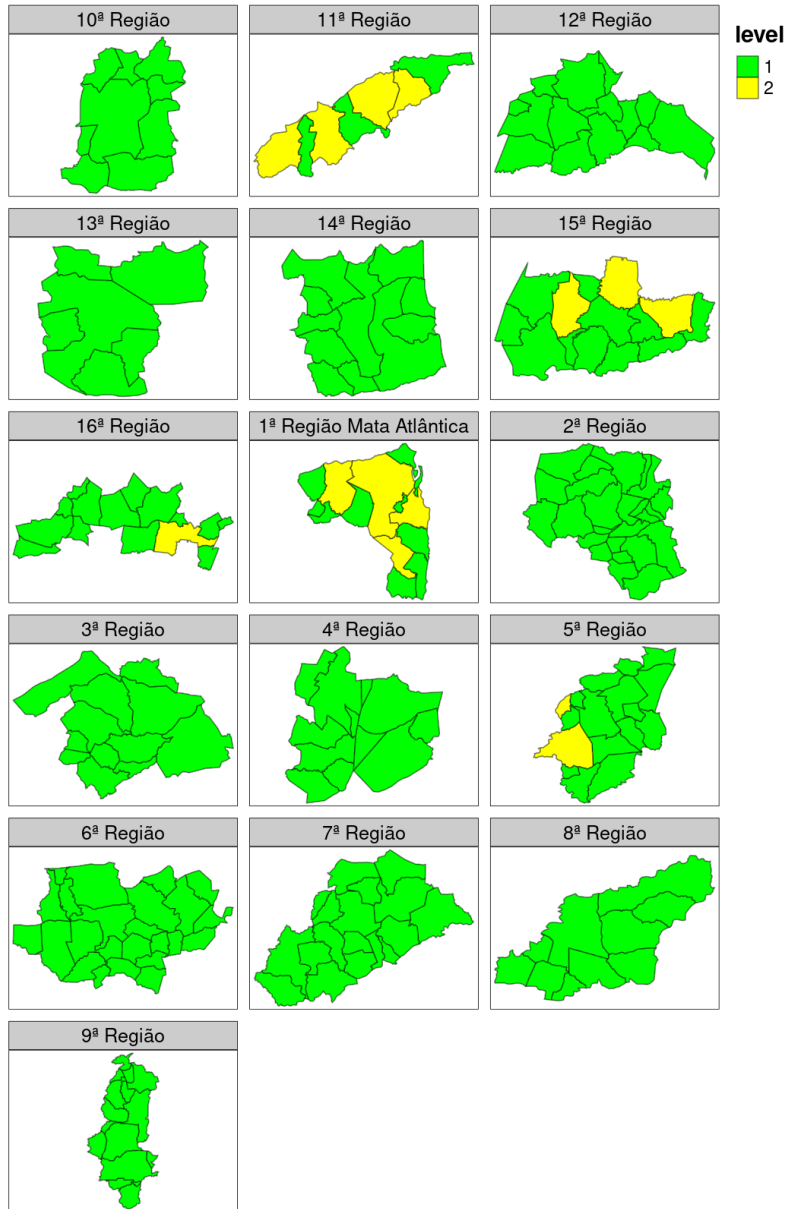 10ª Região
11ª Região
12ª Região
level
1
2
13ª Região
14ª Região
15ª Região
16ª Região
1ª Região Mata Atlântica
2ª Região
3ª Região
4ª Região
5ª Região
6ª Região
7ª Região
8ª Região
9ª Região